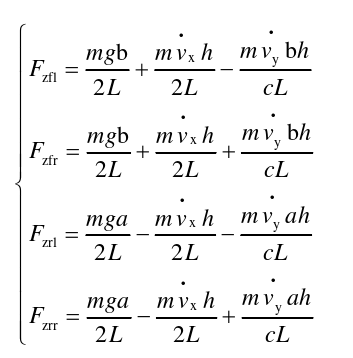 F_zfl = mgb/2L + m v̇_x h/2L − m v̇_y bh/cL
F_zfr = mgb/2L + m v̇_x h/2L + m v̇_y bh/cL
F_zrl = mga/2L − m v̇_x h/2L − m v̇_y ah/cL
F_zrr = mga/2L − m v̇_x h/2L + m v̇_y ah/cL